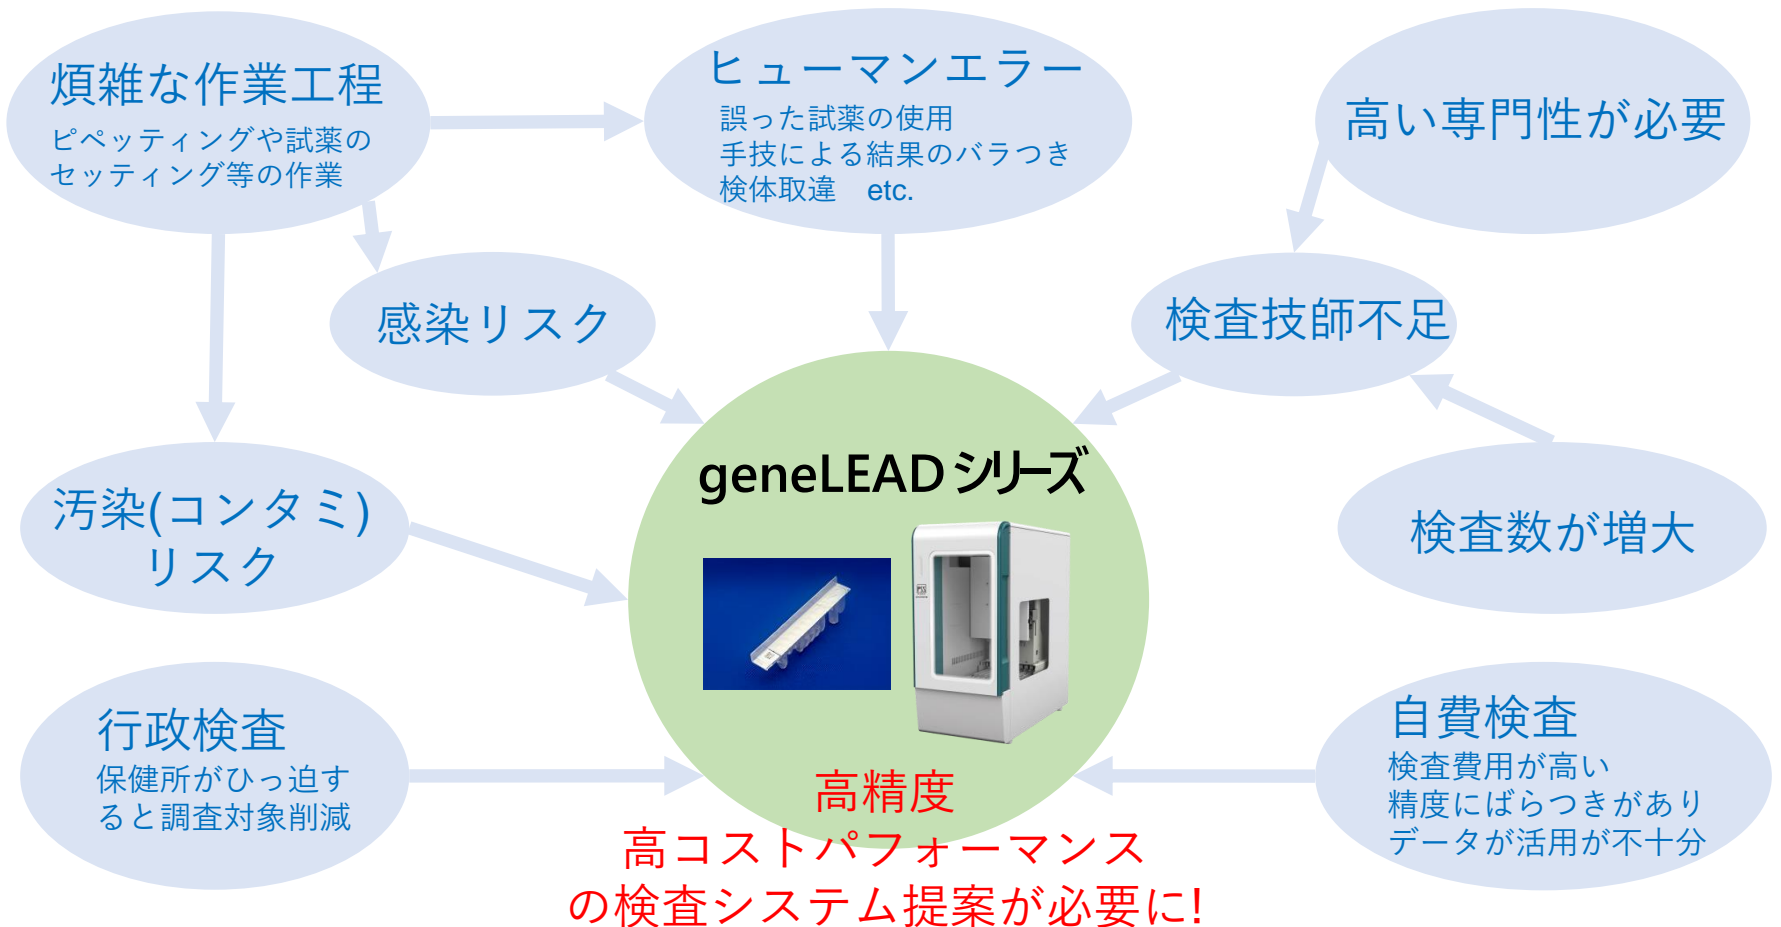 煩雑な作業工程
ピペッティングや試薬の
セッティング等の作業
ヒューマンエラー
誤った試薬の使用
手技による結果のバラつき
検体取違　etc.
高い専門性が必要
感染リスク
検査技師不足
汚染(コンタミ)
リスク
geneLEADシリーズ
検査数が増大
行政検査
保健所がひっ迫す
ると調査対象削減
自費検査
検査費用が高い
精度にばらつきがあり
データが活用が不十分
高精度
高コストパフォーマンス
の検査システム提案が必要に!